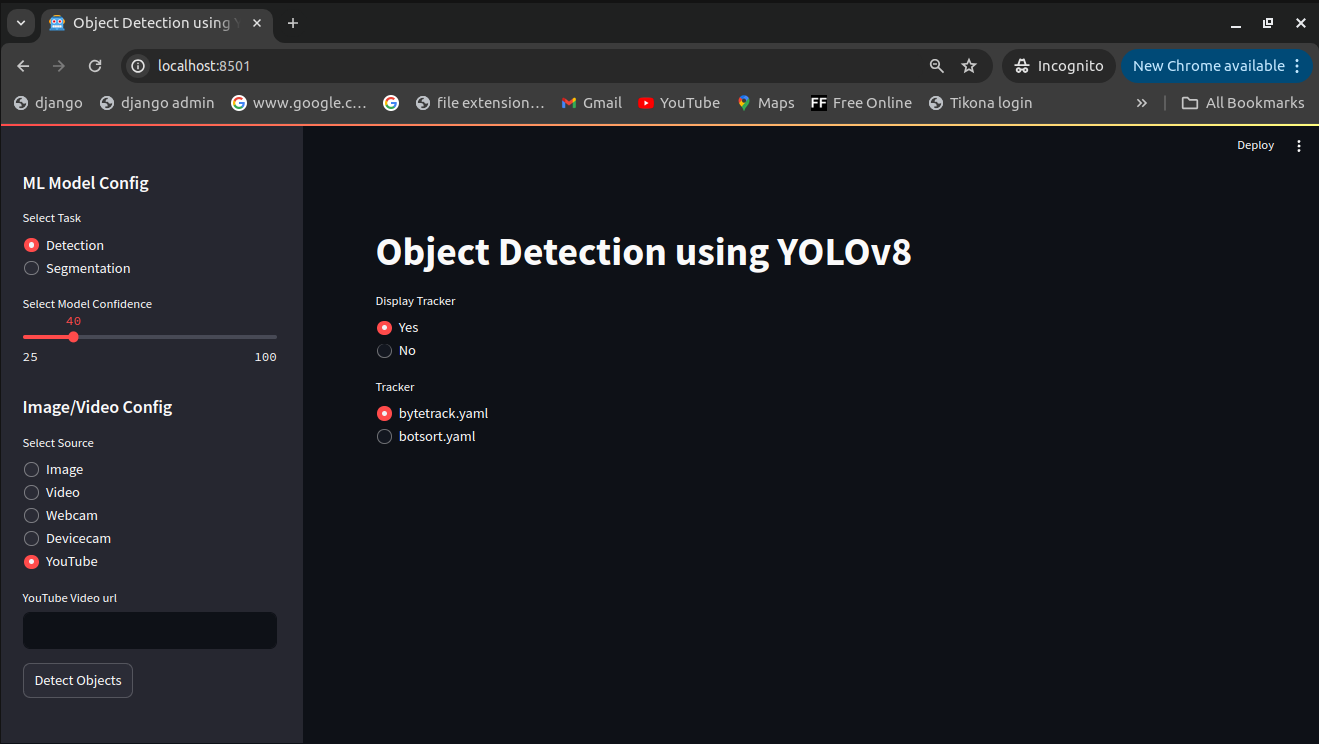 Object Detection using Y
localhost:8501
Incognito
New Chrome available
django
django admin
www.google.c...
file extension...
Gmail
YouTube
Maps
FF Free Online
Tikona login
»
All Bookmarks
Deploy
ML Model Config
Select Task
Detection
Segmentation
Select Model Confidence
40
25 100
Image/Video Config
Select Source
Image
Video
Webcam
Devicecam
YouTube
YouTube Video url
Detect Objects
Object Detection using YOLOv8
Display Tracker
Yes
No
Tracker
bytetrack.yaml
botsort.yaml